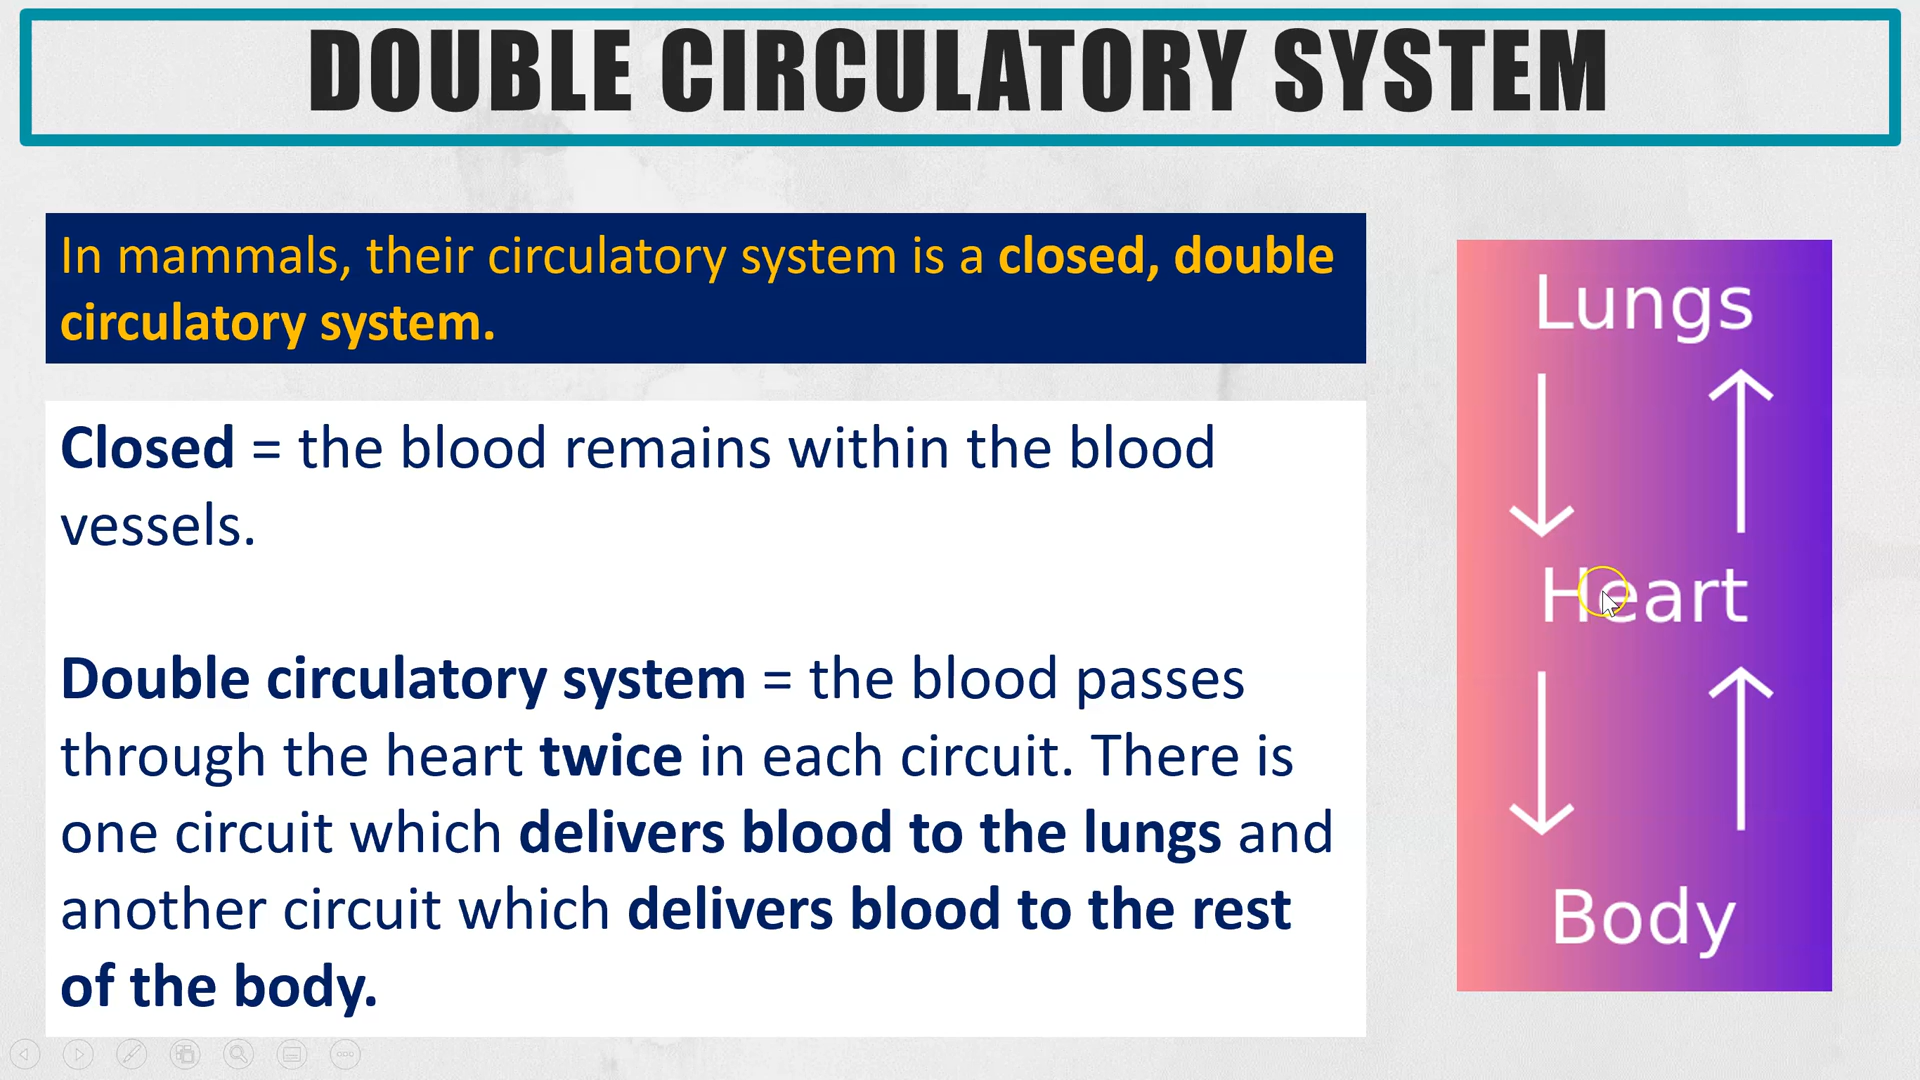 DOUBLE CIRCULATORY SYSTEM
In mammals, their circulatory system is a closed, double
circulatory system.
Closed = the blood remains within the blood
vessels.
Double circulatory system = the blood passes
through the heart twice in each circuit. There is
one circuit which delivers blood to the lungs and
another circuit which delivers blood to the rest
of the body.
Lungs
Heart
Body